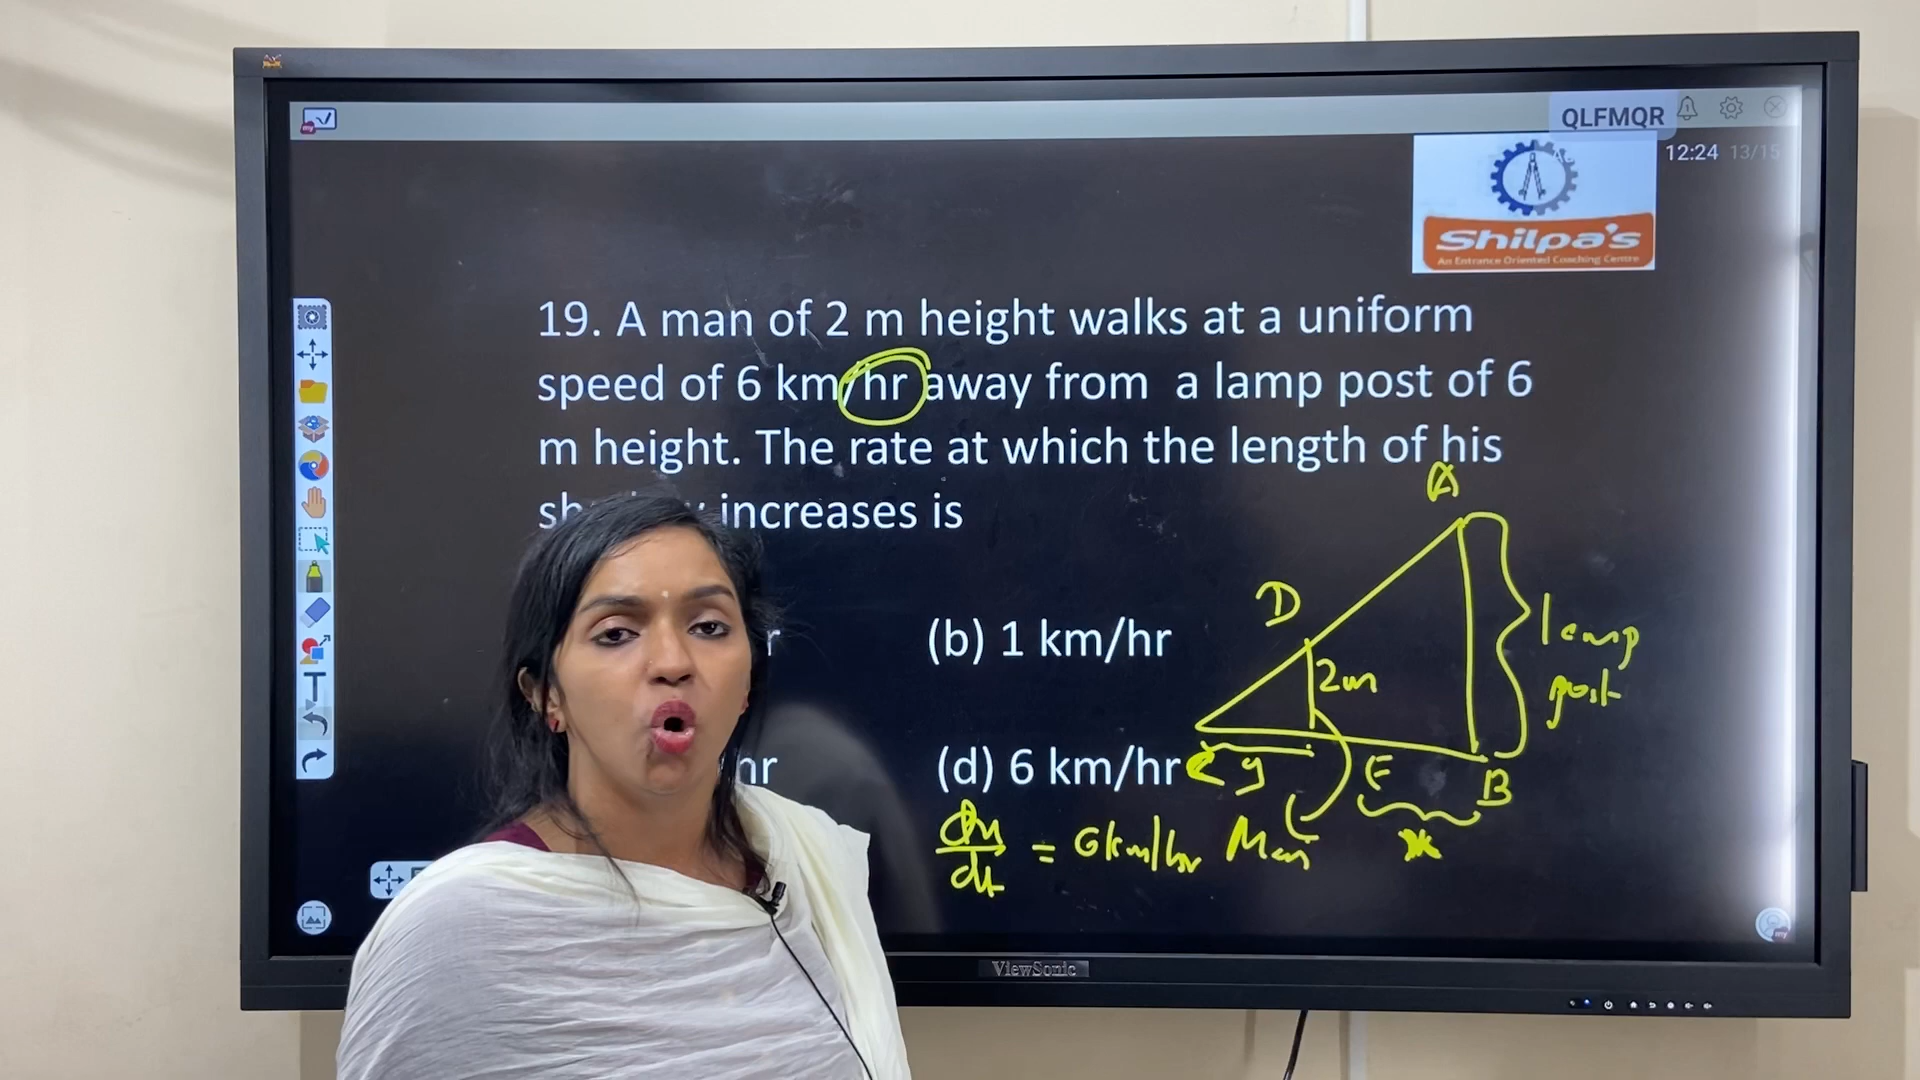 QLFMQR
12:24 13/15
Shilpa's
An Entrance Oriented Coaching Centre
19. A man of 2 m height walks at a uniform
speed of 6 km/hr away from a lamp post of 6
m height. The rate at which the length of his
increases is
(b) 1 km/hr
hr
(d) 6 km/hr
A
D
2m
lamp
post
y
E
B
x
dx/dt = 6km/hr
Man
ViewSonic